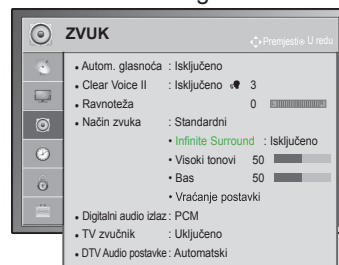 ZVUK
Premjesti U redu
• Autom. glasnoća : Isključeno
• Clear Voice II : Isključeno 3
• Ravnoteža 0
• Način zvuka : Standardni
• Infinite Surround : Isključeno
• Visoki tonovi 50
• Bas 50
• Vraćanje postavki
• Digitalni audio izlaz : PCM
• TV zvučnik : Uključeno
• DTV Audio postavke : Automatski